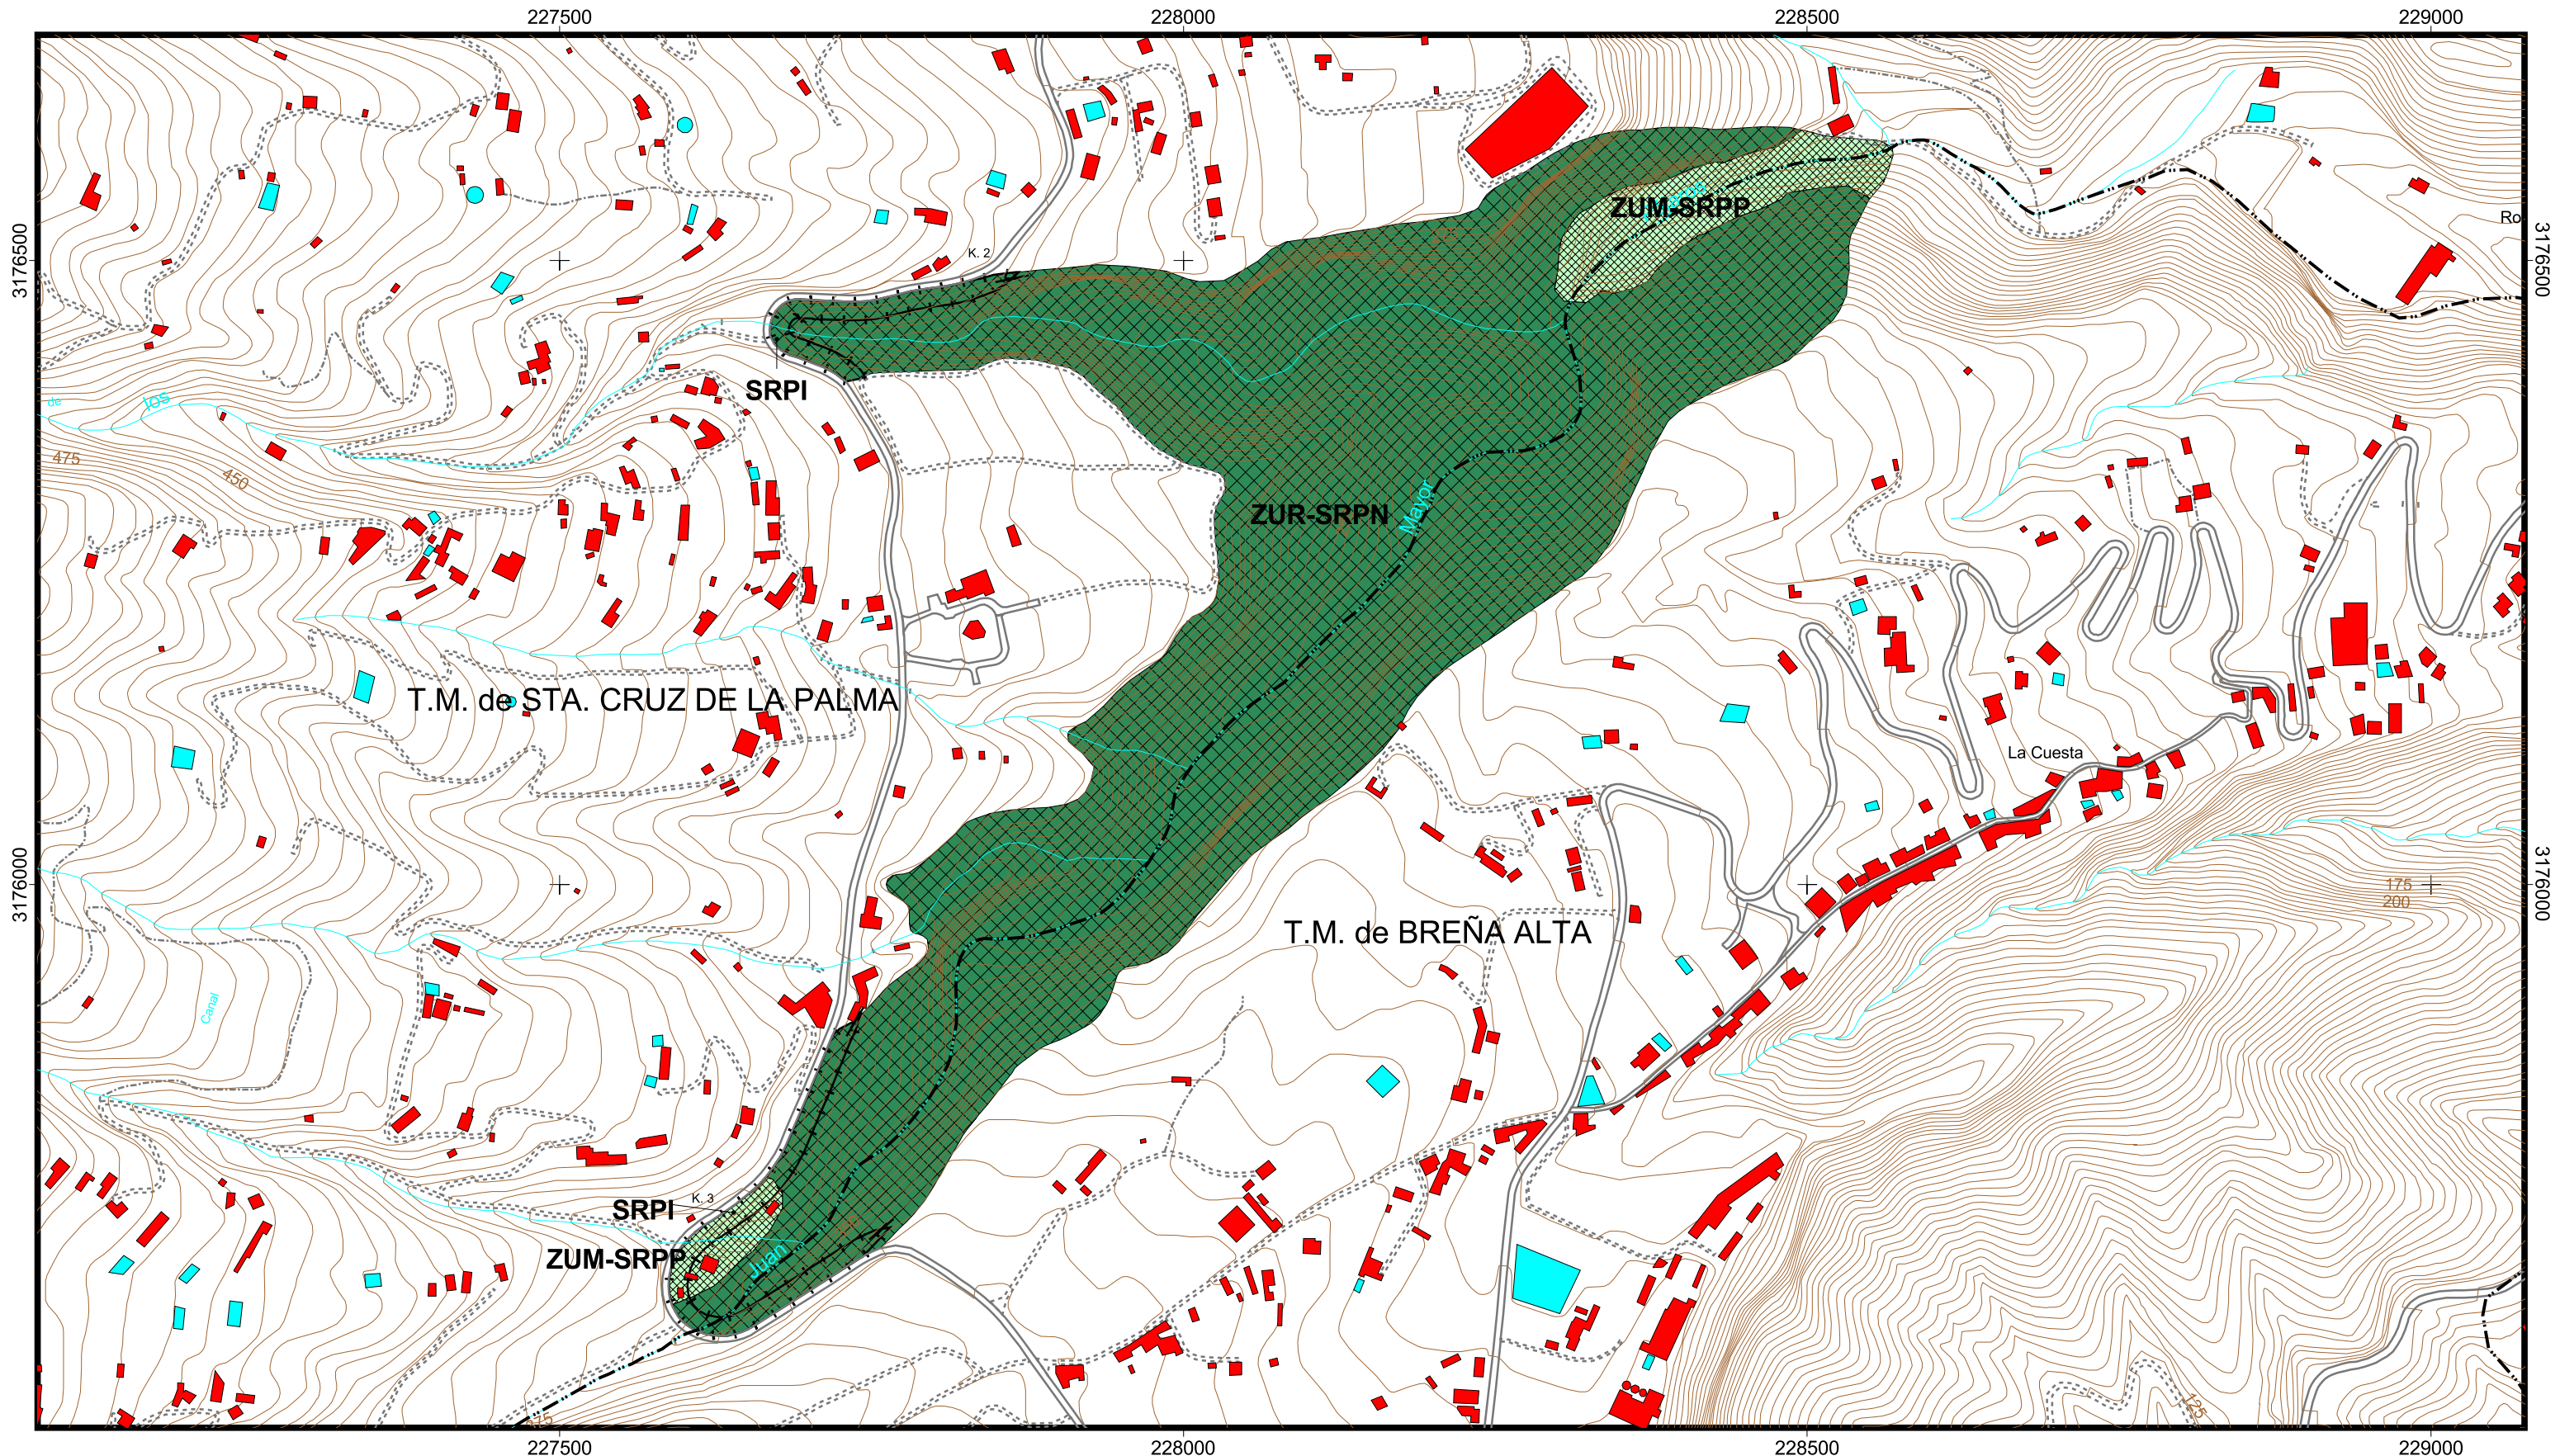 227500
228000
228500
229000
3176500
3176500
ZUM-SRPP
Ro
K. 2
SRPI
de
los
475
450
ZUR-SRPN
Mayor
T.M. de STA. CRUZ DE LA PALMA
La Cuesta
3176000
3176000
175
200
T.M. de BREÑA ALTA
Canal
K. 3
SRPI
ZUM-SRPP
Juan
125
227500
228000
228500
229000